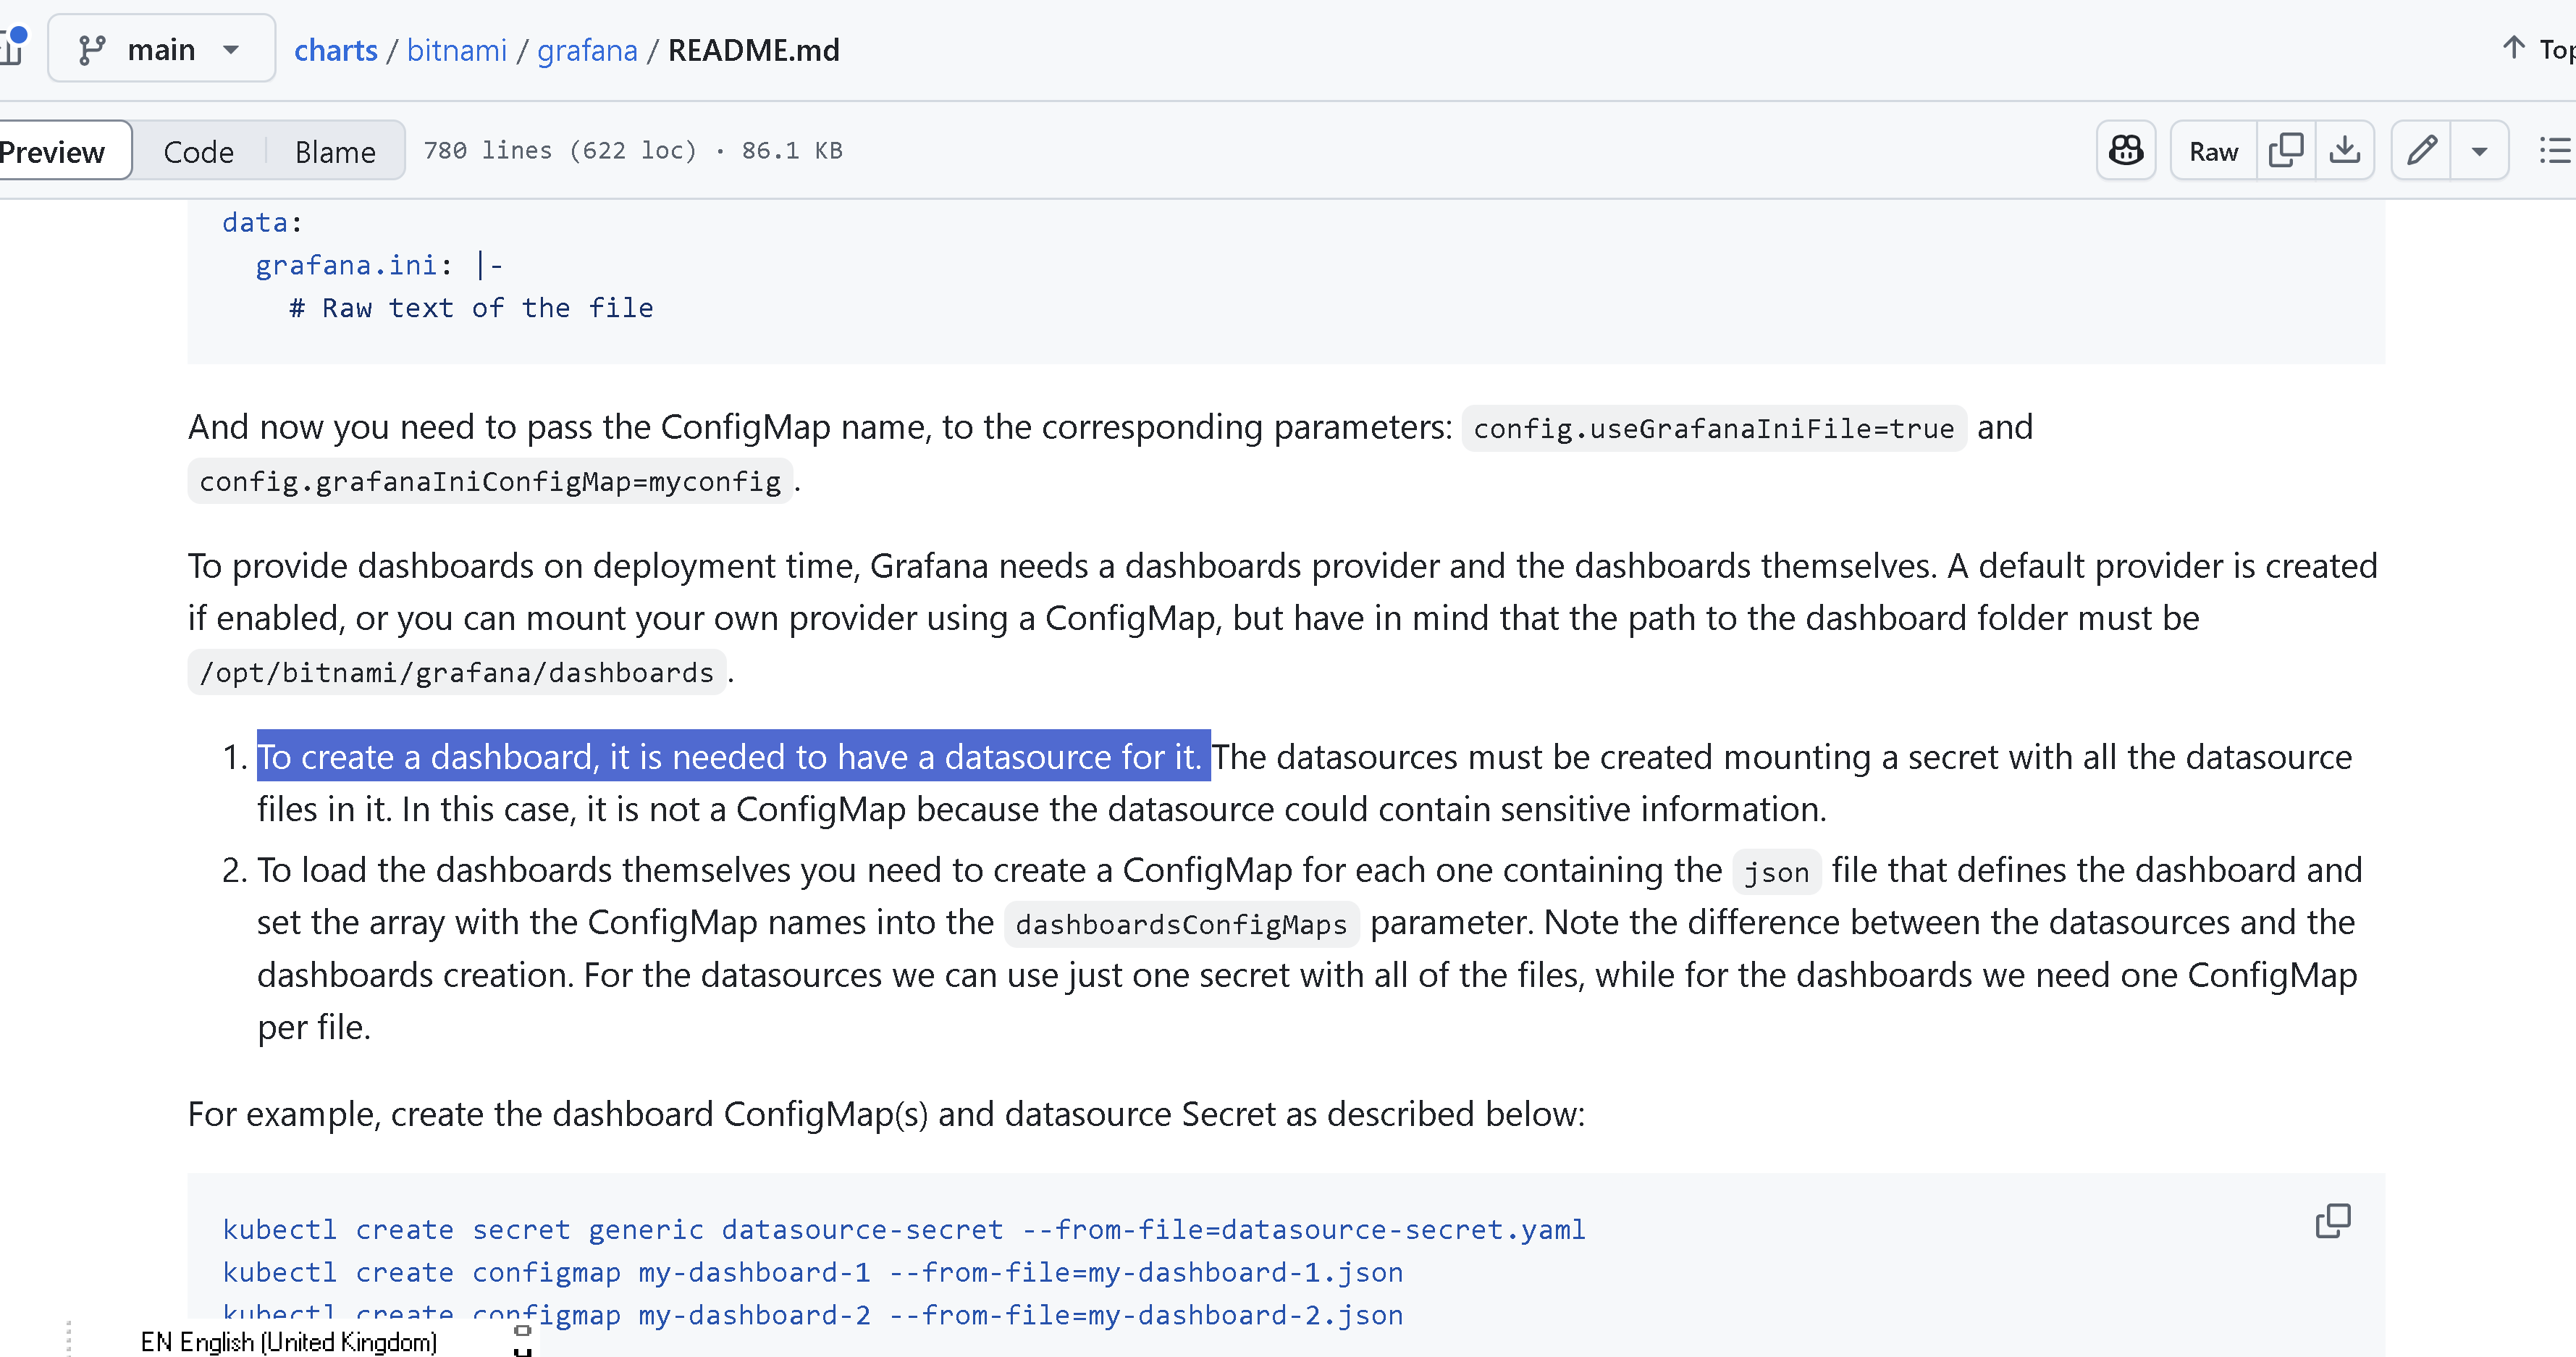 main
charts / bitnami / grafana / README.md
Top
Preview Code Blame 780 lines (622 loc) · 86.1 KB Raw
data:
grafana.ini: |-
# Raw text of the file
And now you need to pass the ConfigMap name, to the corresponding parameters: config.useGrafanaIniFile=true and
config.grafanaIniConfigMap=myconfig.
To provide dashboards on deployment time, Grafana needs a dashboards provider and the dashboards themselves. A default provider is created
if enabled, or you can mount your own provider using a ConfigMap, but have in mind that the path to the dashboard folder must be
/opt/bitnami/grafana/dashboards.
1. To create a dashboard, it is needed to have a datasource for it. The datasources must be created mounting a secret with all the datasource
files in it. In this case, it is not a ConfigMap because the datasource could contain sensitive information.
2. To load the dashboards themselves you need to create a ConfigMap for each one containing the json file that defines the dashboard and
set the array with the ConfigMap names into the dashboardsConfigMaps parameter. Note the difference between the datasources and the
dashboards creation. For the datasources we can use just one secret with all of the files, while for the dashboards we need one ConfigMap
per file.
For example, create the dashboard ConfigMap(s) and datasource Secret as described below:
kubectl create secret generic datasource-secret --from-file=datasource-secret.yaml
kubectl create configmap my-dashboard-1 --from-file=my-dashboard-1.json
kubectl create configmap my-dashboard-2 --from-file=my-dashboard-2.json
EN English (United Kingdom)